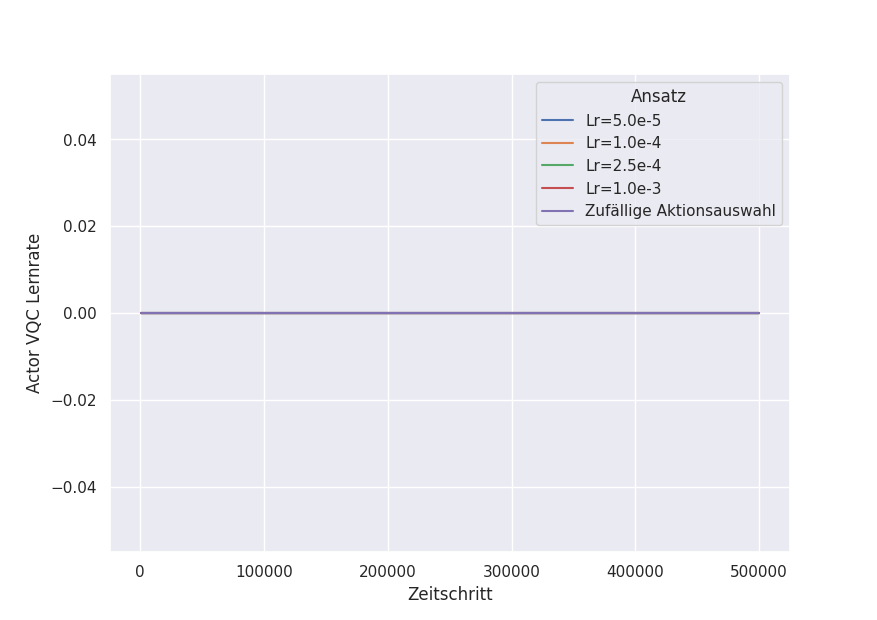 Ansatz
Lr=5.0e-5
Lr=1.0e-4
Lr=2.5e-4
Lr=1.0e-3
Zufällige Aktionsauswahl
0.04
0.02
0.00
−0.02
−0.04
Actor VQC Lernrate
0 100000 200000 300000 400000 500000
Zeitschritt